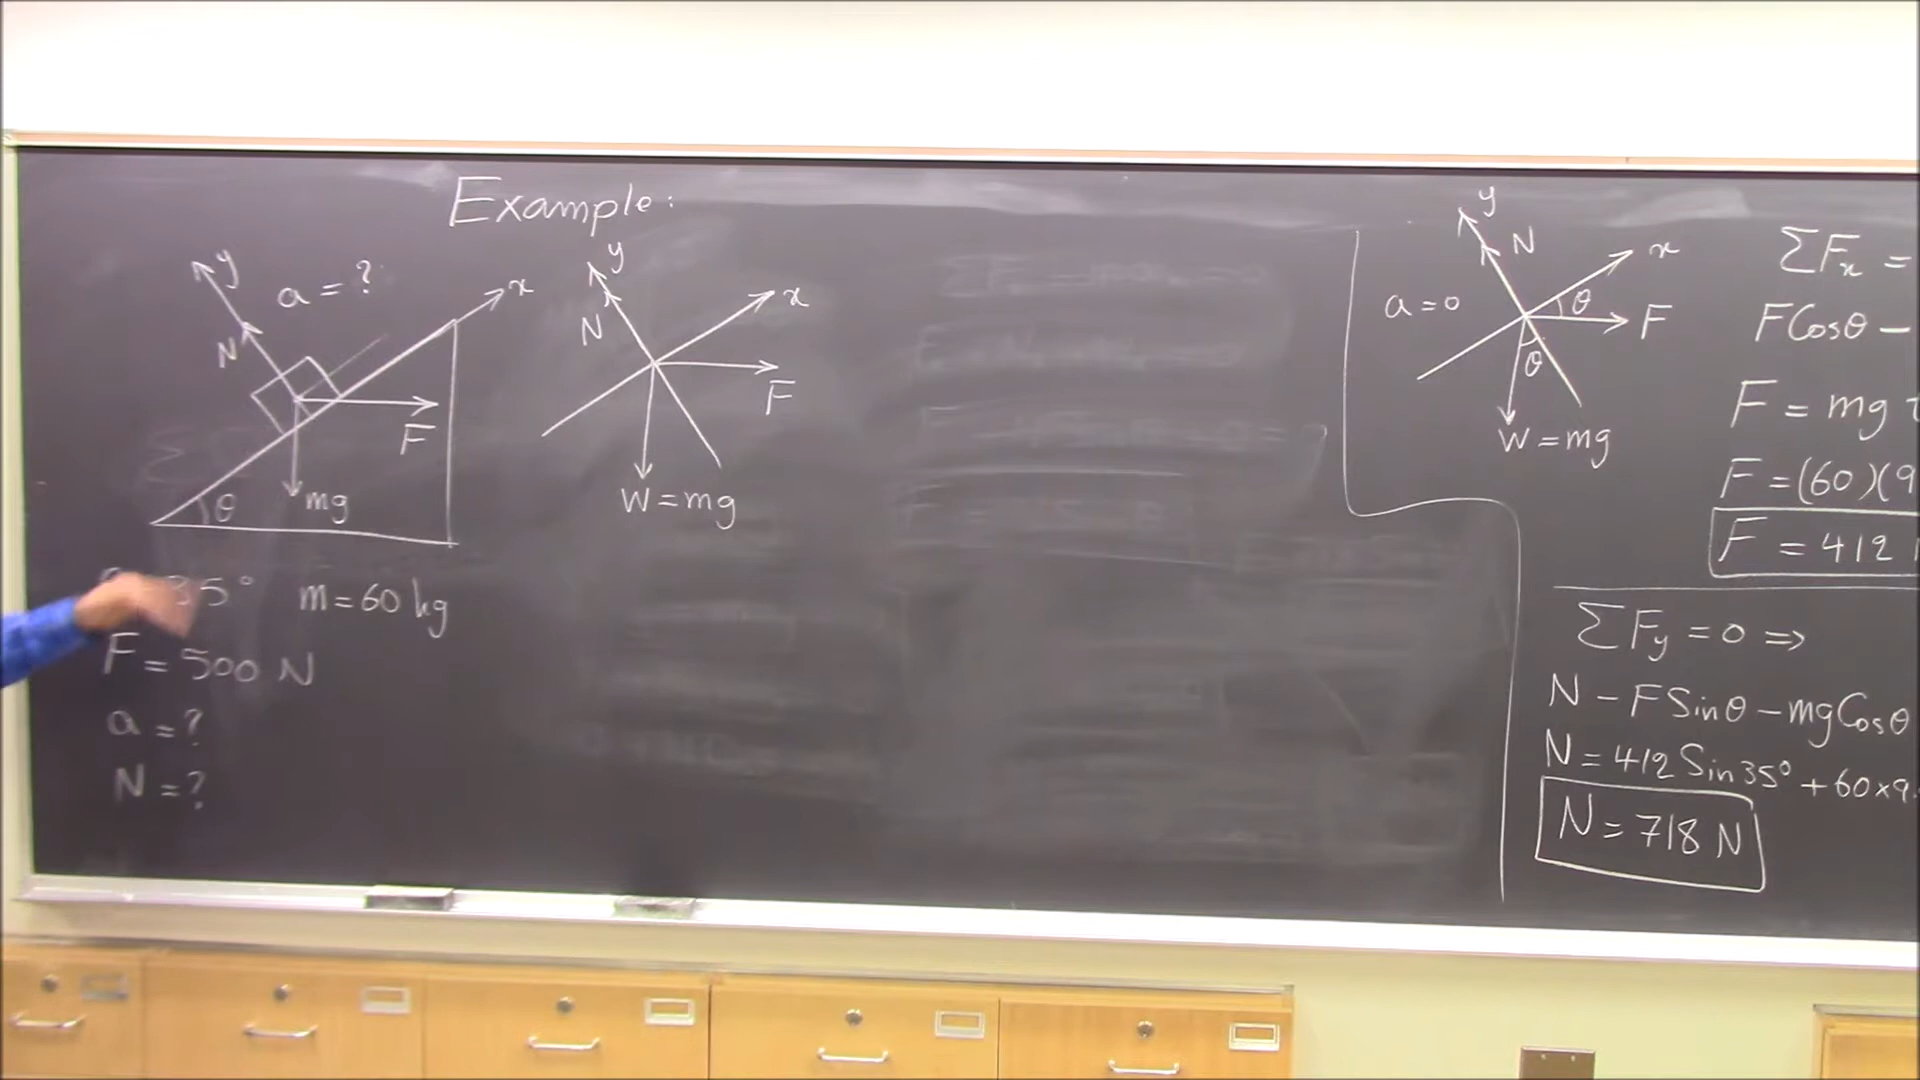 Example:
y
a = ?
x
N
F
mg
θ
35° m = 60 kg
F = 500 N
a = ?
N = ?
y
N
x
F
W = mg
y
N
x
a = 0
θ
F
θ
W = mg
ΣFx =
FCosθ −
F = mg
F = (60)(9
F = 412
ΣFy = 0 ⇒
N − FSinθ − mgCosθ
N = 412 Sin35° + 60×9.
N = 718 N